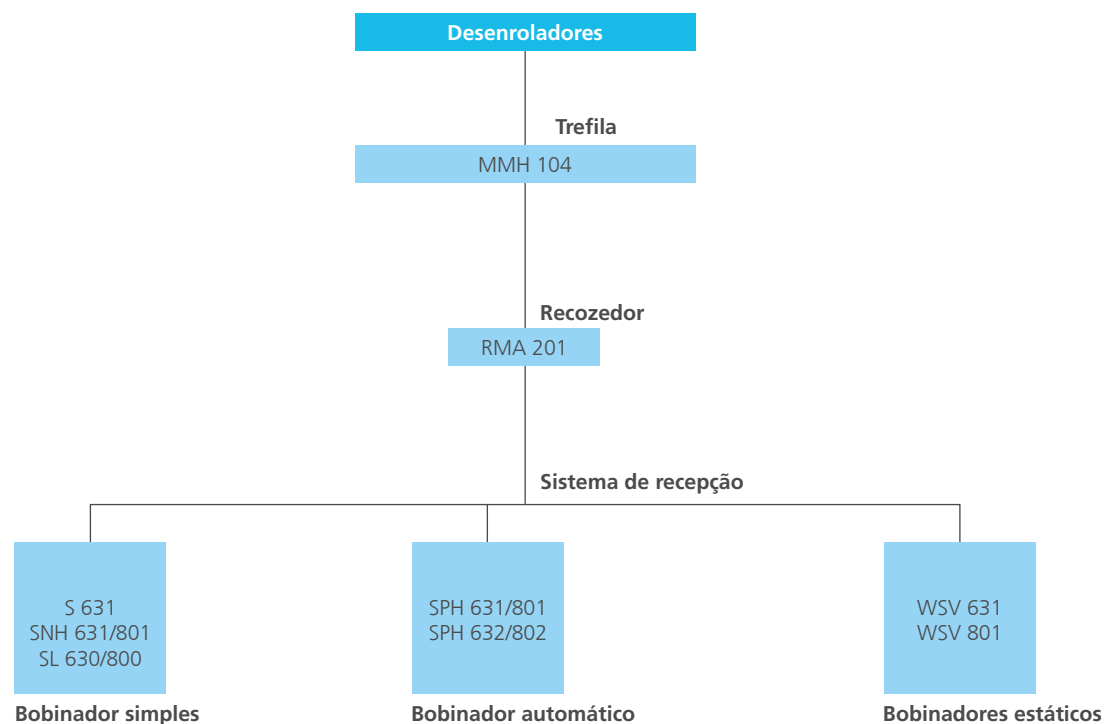 Desenroladores
Trefila
MMH 104
Recozedor
RMA 201
Sistema de recepção
S 631
SNH 631/801
SL 630/800
Bobinador simples
SPH 631/801
SPH 632/802
Bobinador automático
WSV 631
WSV 801
Bobinadores estáticos